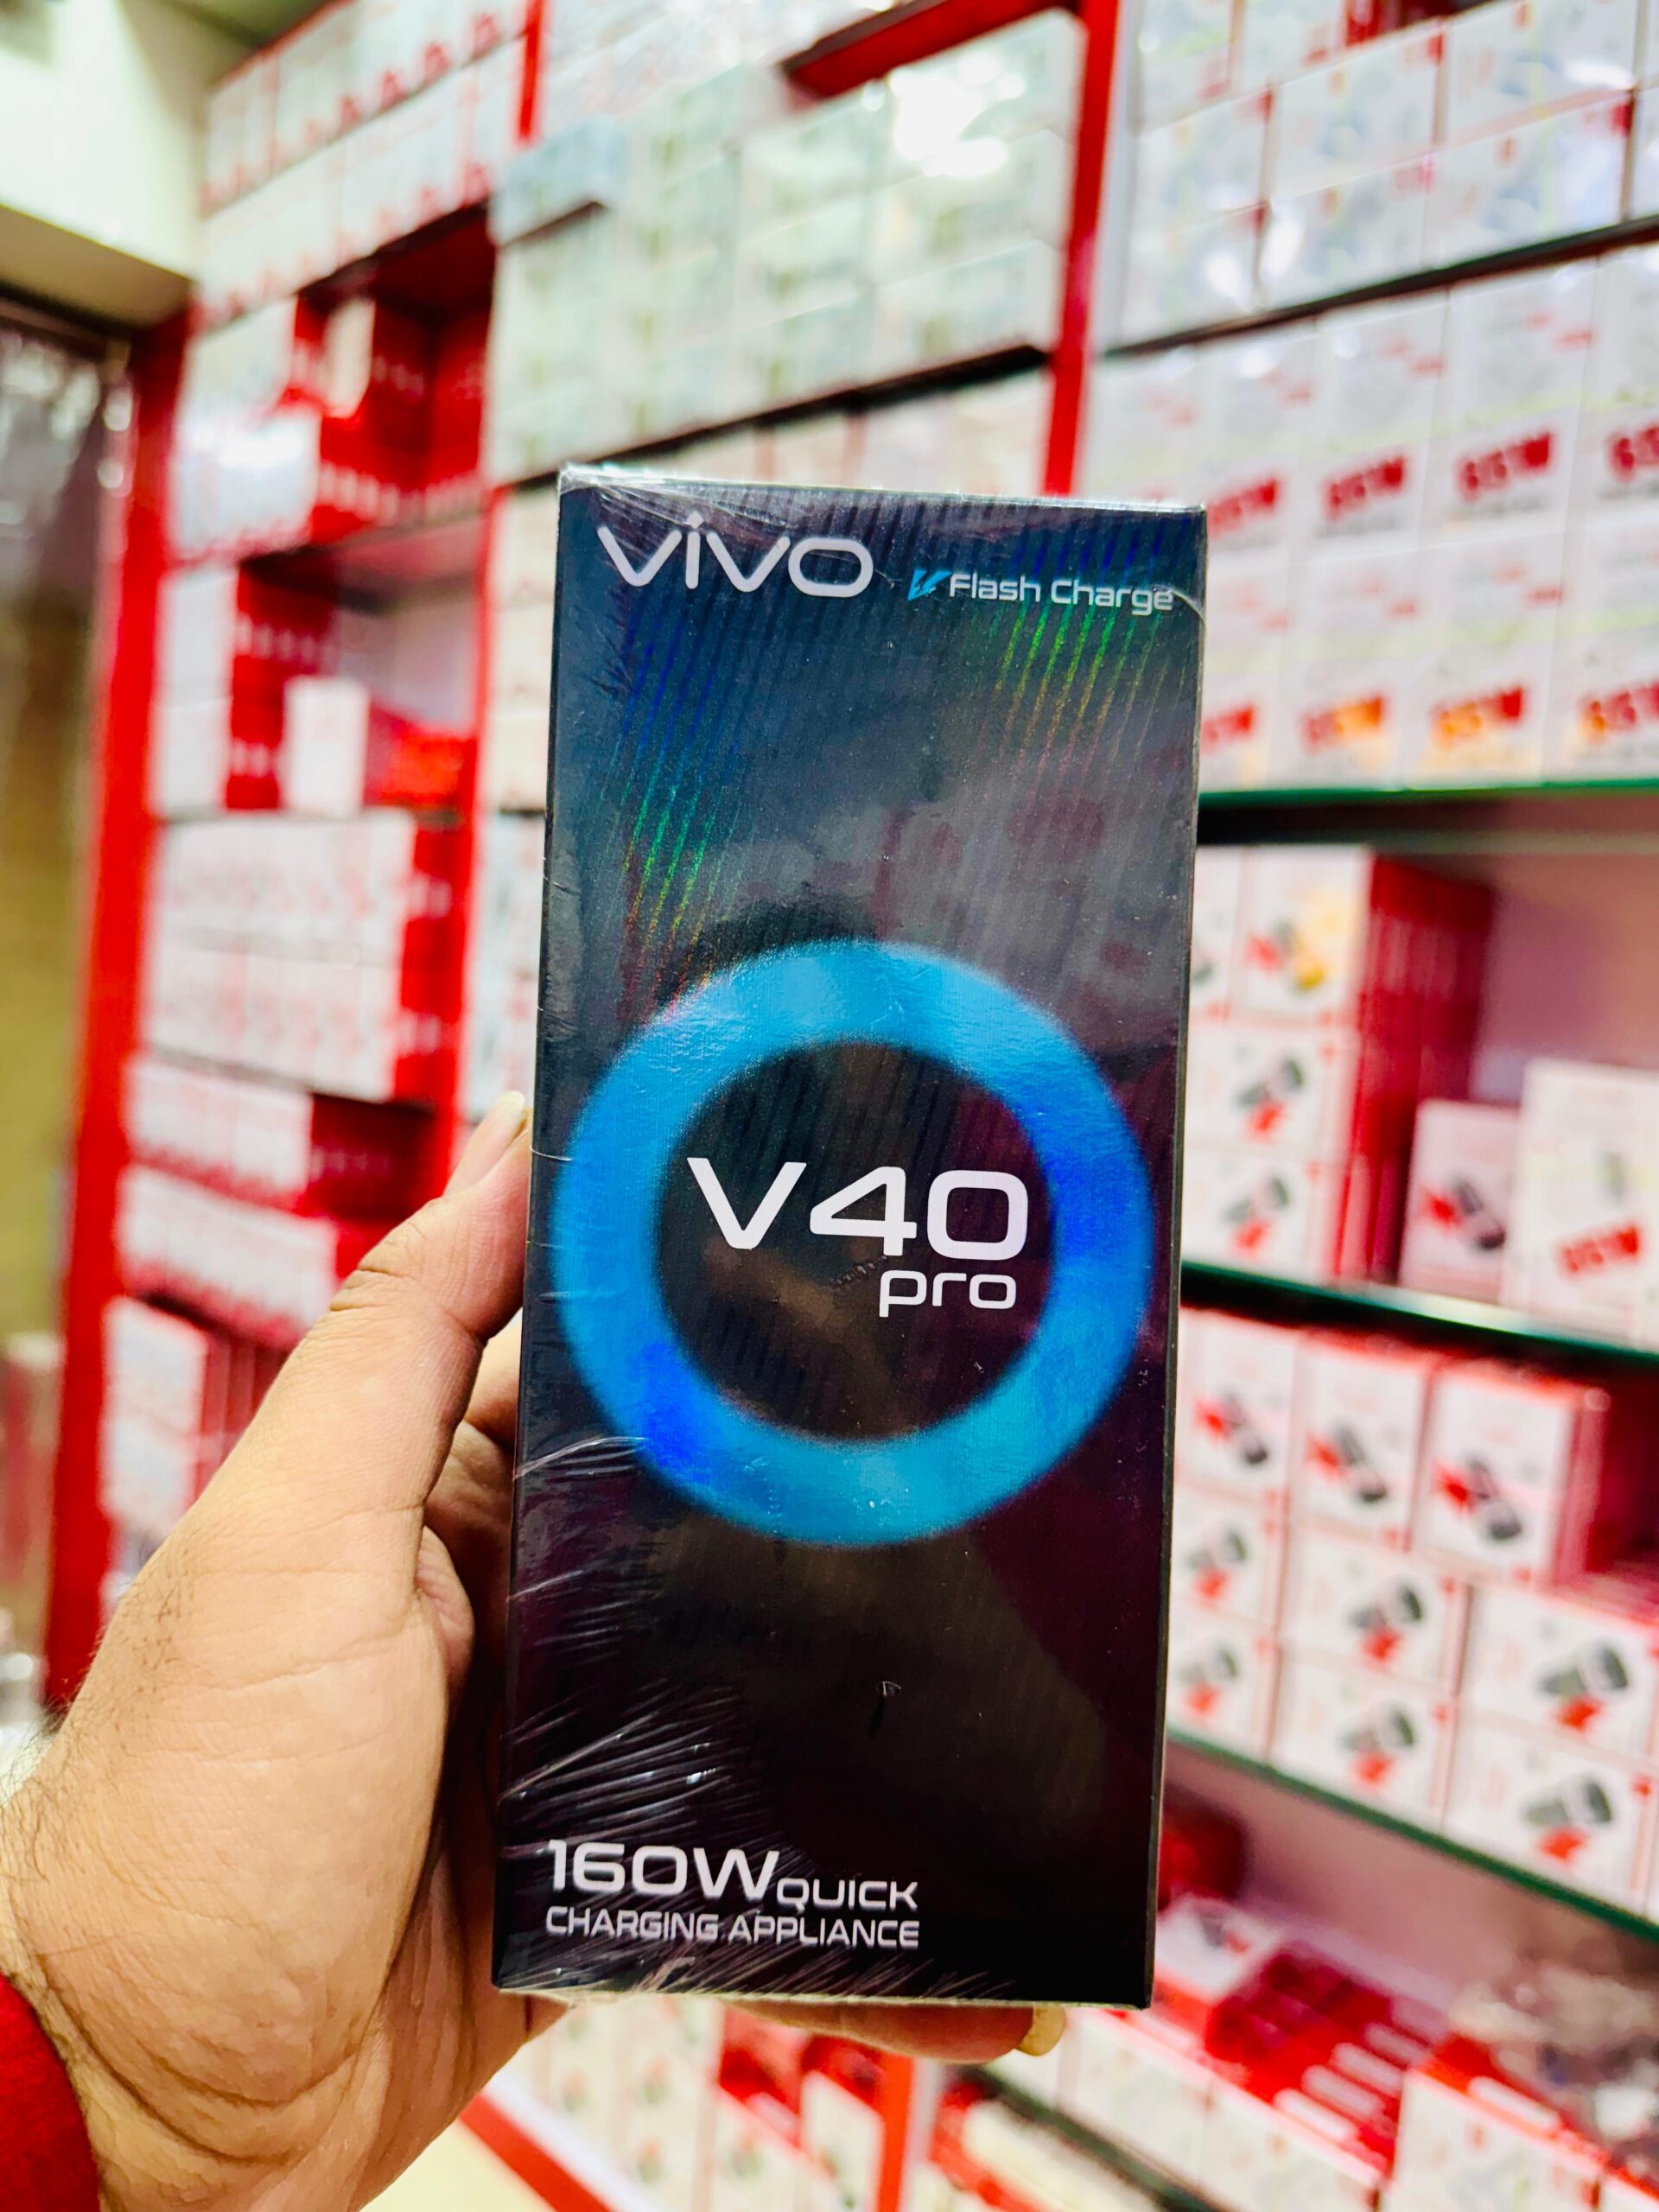 vivo Flash Charge
V40
pro
160W QUICK
CHARGING APPLIANCE